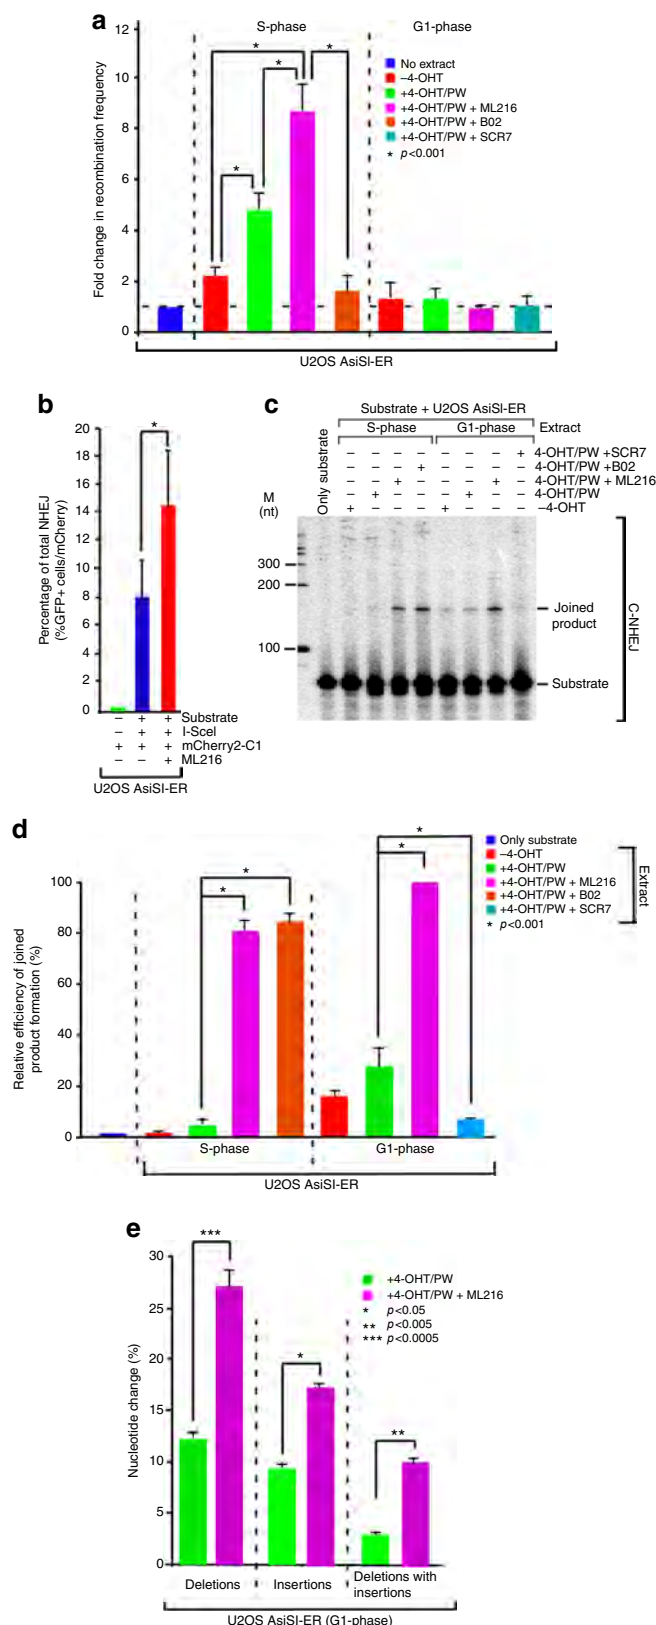 a
S-phase
G1-phase
12
10
8
6
4
2
0
Fold change in recombination frequency
*
*
*
*
No extract
–4-OHT
+4-OHT/PW
+4-OHT/PW + ML216
+4-OHT/PW + B02
+4-OHT/PW + SCR7
* p<0.001
U2OS AsiSI-ER
b
20
18
16
14
12
10
8
6
4
2
0
Percentage of total NHEJ
(%GFP+ cells/mCherry)
*
– + + Substrate
– + + I-SceI
+ + + mCherry2-C1
– – + ML216
U2OS AsiSI-ER
c
Substrate + U2OS AsiSI-ER
S-phase
G1-phase
Extract
Only substrate
– – – – – – – + 4-OHT/PW +SCR7
– – – + – – – – 4-OHT/PW +B02
– – + – – – + – 4-OHT/PW + ML216
– + – – – + – – 4-OHT/PW
+ – – – + – – – –4-OHT
M
(nt)
300
200
100
Joined
product
Substrate
C-NHEJ
d
100
80
60
40
20
0
Relative efficiency of joined
product formation (%)
*
*
*
*
Only substrate
–4-OHT
+4-OHT/PW
+4-OHT/PW + ML216
+4-OHT/PW + B02
+4-OHT/PW + SCR7
* p<0.001
Extract
S-phase
G1-phase
U2OS AsiSI-ER
e
30
25
20
15
10
5
0
Nucleotide change (%)
***
*
**
+4-OHT/PW
+4-OHT/PW + ML216
* p<0.05
** p<0.005
*** p<0.0005
Deletions
Insertions
Deletions with
insertions
U2OS AsiSI-ER (G1-phase)